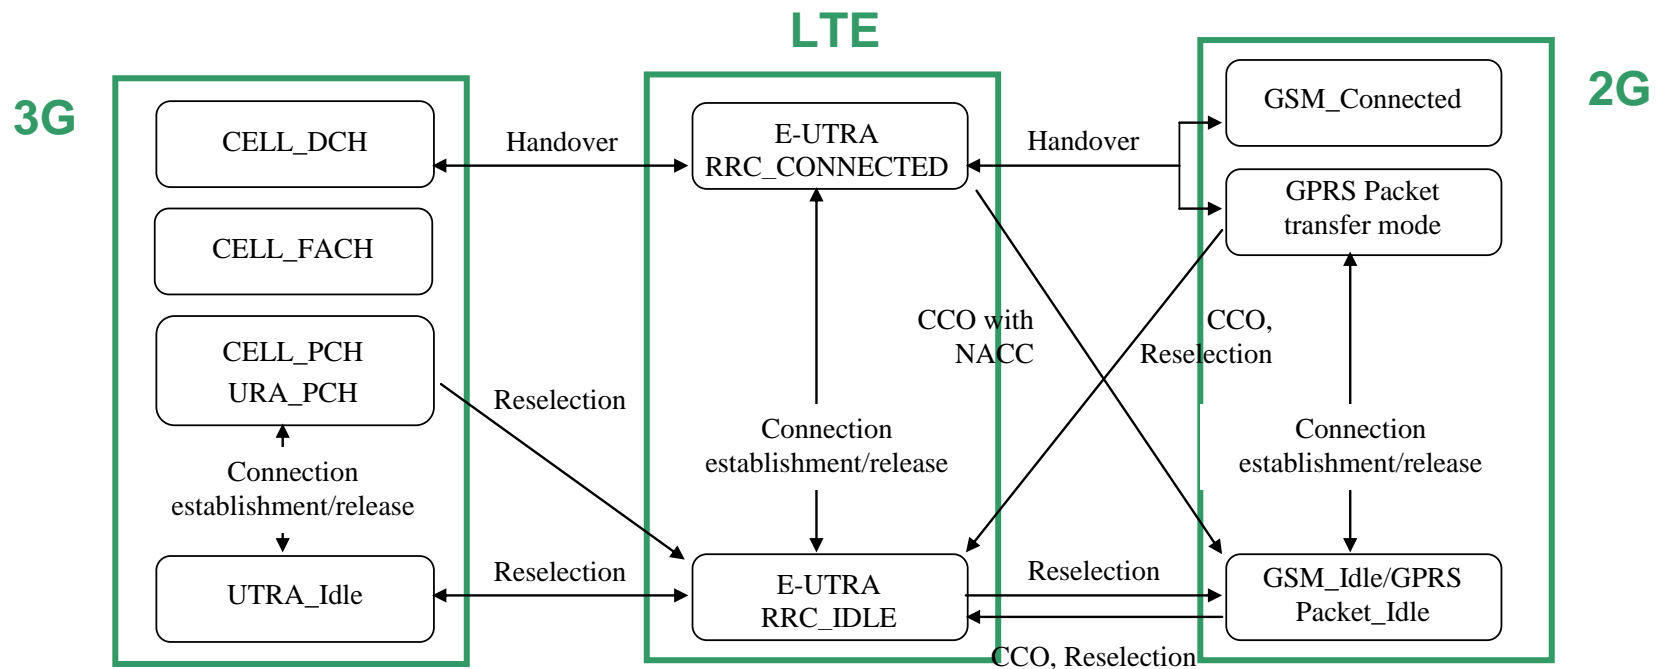 LTE
3G
2G
CELL_DCH
Handover
E-UTRA
RRC_CONNECTED
Handover
GSM_Connected
GPRS Packet
transfer mode
CELL_FACH
CELL_PCH
URA_PCH
Reselection
CCO with
NACC
CCO,
Reselection
Connection
establishment/release
Connection
establishment/release
Connection
establishment/release
UTRA_Idle
Reselection
E-UTRA
RRC_IDLE
Reselection
GSM_Idle/GPRS
Packet_Idle
CCO, Reselection